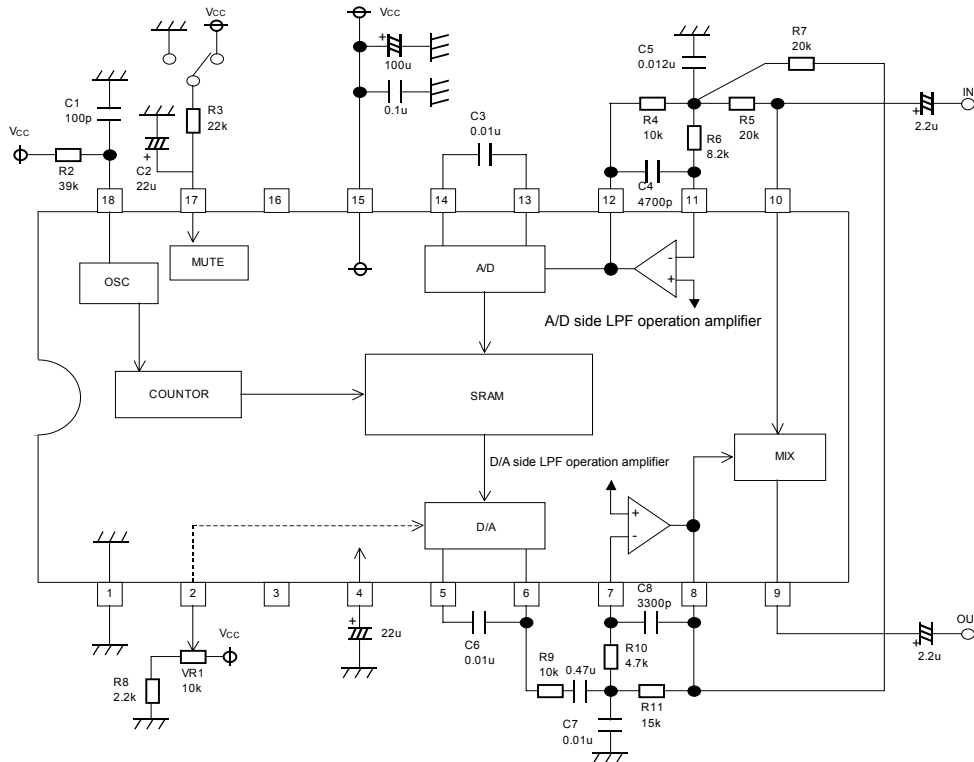 VCC
VCC
C1
100p
VCC
R2
39k
C2
22u
R3
22k
100u
0.1u
C3
0.01u
C5
0.012u
R7
20k
R4
10k
R5
20k
R6
8.2k
C4
4700p
IN
2.2u
18
17
16
15
14
13
12
11
10
OSC
MUTE
A/D
-
+
A/D side LPF operation amplifier
COUNTOR
SRAM
D/A side LPF operation amplifier
MIX
D/A
+
-
1
2
3
4
5
6
7
8
9
C8
3300p
VCC
VR1
10k
R8
2.2k
22u
C6
0.01u
R9
10k
0.47u
R10
4.7k
C7
0.01u
R11
15k
OU
2.2u